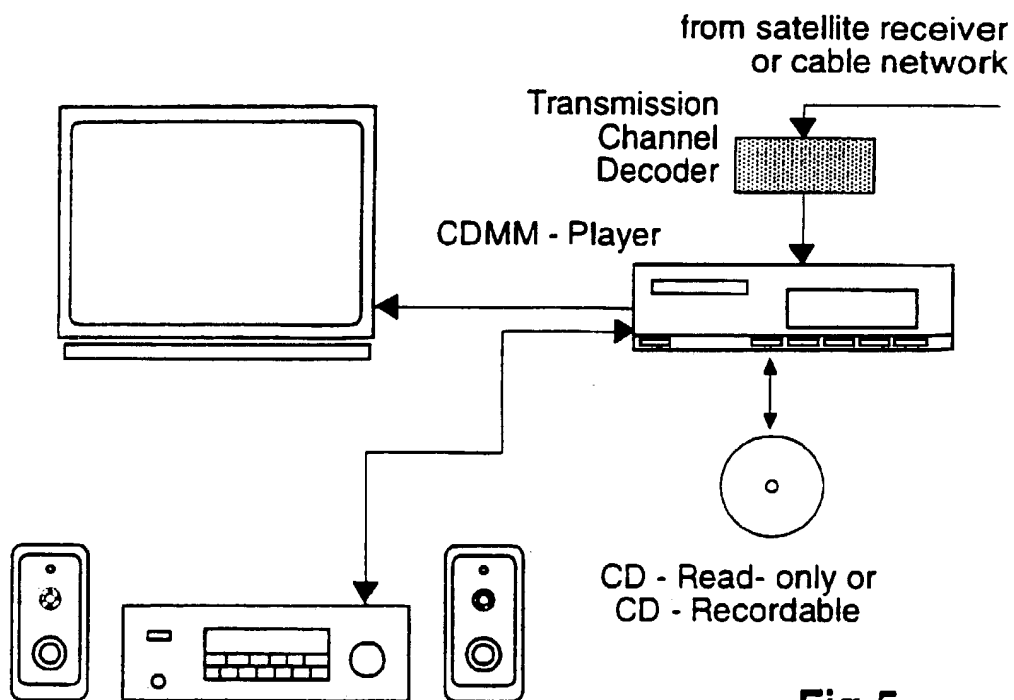 from satellite receiver
or cable network
Transmission
Channel
Decoder
CDMM - Player
CD - Read- only or
CD - Recordable
Fig 5